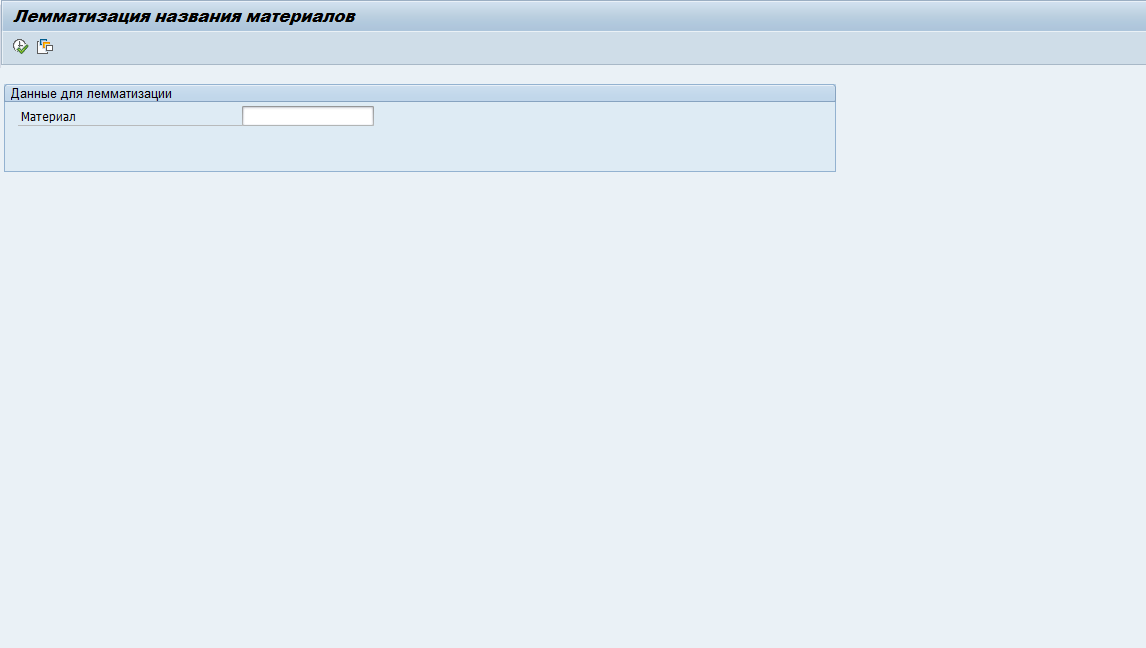 Лемматизация названия материалов
Данные для лемматизации
Материал